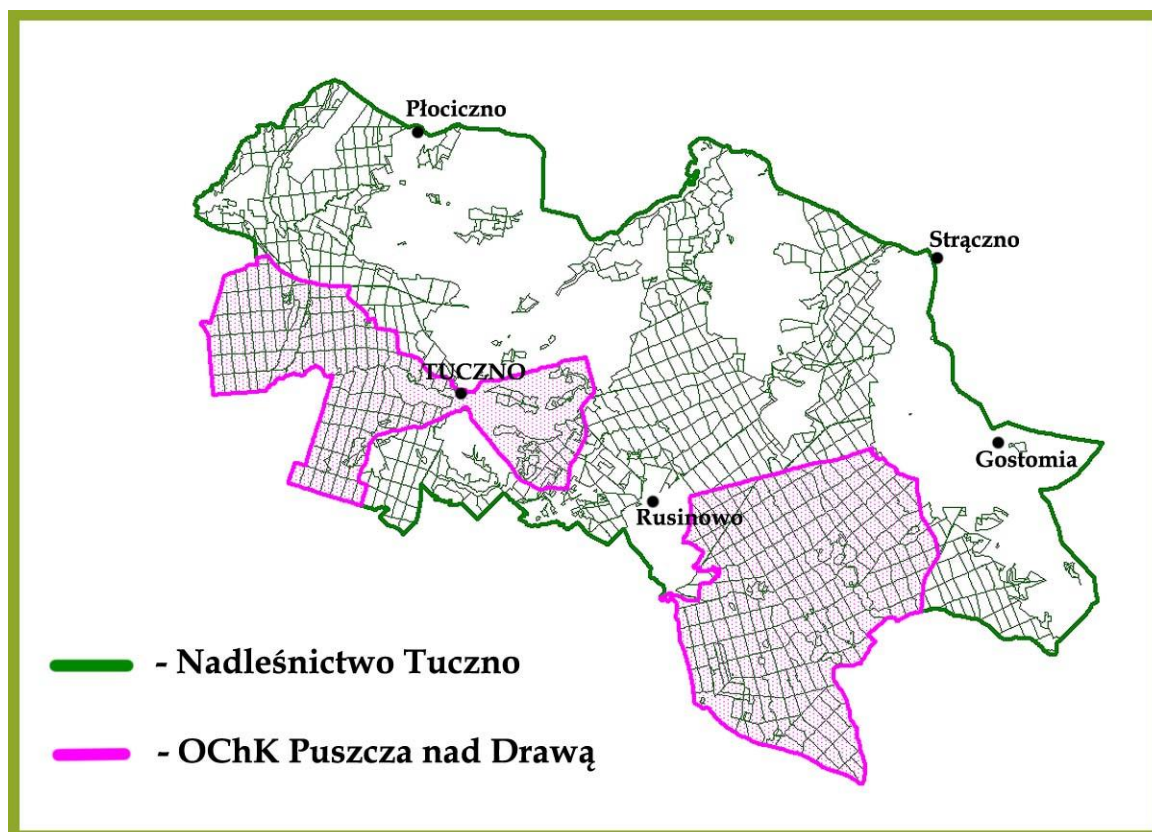 Płociczno
Strączno
TUCZNO
Gostomia
Rusinowo
- Nadleśnictwo Tuczno
- OChK Puszcza nad Drawą